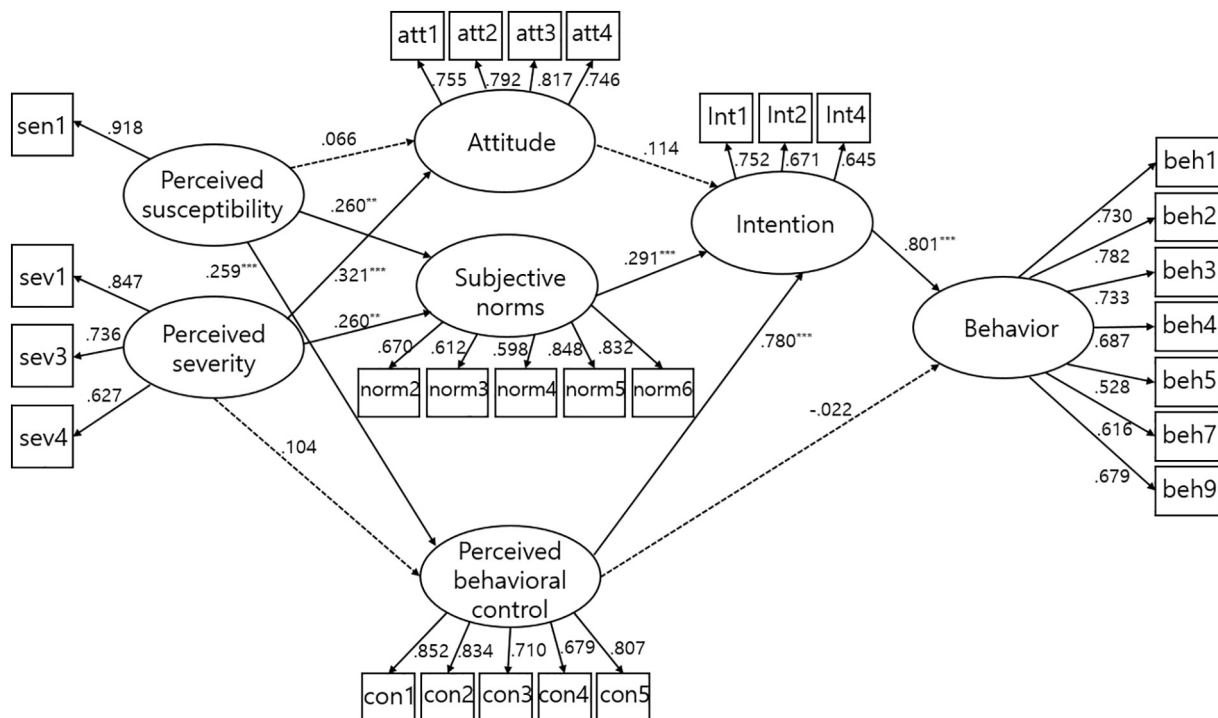 att1
att2
att3
att4
.755
.792
.817
.746
sen1
.918
.066
Attitude
.114
Int1
Int2
Int4
.752
.671
.645
Perceived
susceptibility
.260**
.259***
.321***
Intention
.801***
beh1
beh2
beh3
beh4
beh5
beh7
beh9
.730
.782
.733
.687
.528
.616
.679
sev1
sev3
sev4
.847
.736
.627
Perceived
severity
.260**
.104
Subjective
norms
.291***
.670
.612
.598
.848
.832
norm2
norm3
norm4
norm5
norm6
.780***
-.022
Behavior
Perceived
behavioral
control
.852
.834
.710
.679
.807
con1
con2
con3
con4
con5